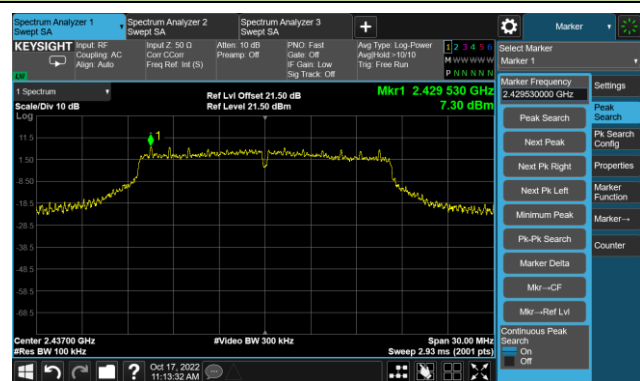 Spectrum Analyzer 1
Swept SA
Spectrum Analyzer 2
Swept SA
Spectrum Analyzer 3
Swept SA
+
Marker
KEYSIGHT
Input: RF
Coupling: AC
Align: Auto
Input Z: 50 Ω
Corr CCorr
Freq Ref: Int (S)
Atten: 10 dB
Preamp: Off
PNO: Fast
Gate: Off
IF Gain: Low
Sig Track: Off
Avg Type: Log-Power
Avg|Hold:>10/10
Trig: Free Run
1 2 3 4 5 6
M W W W W W
P N N N N N
LW
Select Marker
Marker 1
1 Spectrum
Scale/Div 10 dB
Log
Ref Lvl Offset 21.50 dB
Ref Level 21.50 dBm
Mkr1 2.429 530 GHz
7.30 dBm
11.5
1.50
-8.50
-18.5
-28.5
-38.5
-48.5
-58.5
-68.5
1
Center 2.43700 GHz
#Res BW 100 kHz
#Video BW 300 kHz
Span 30.00 MHz
Sweep 2.93 ms (2001 pts)
Marker Frequency
2.429530000 GHz
Peak Search
Next Peak
Next Pk Right
Next Pk Left
Minimum Peak
Pk-Pk Search
Marker Delta
Mkr→CF
Mkr→Ref Lvl
Continuous Peak
Search
On
Off
Settings
Peak
Search
Pk Search
Config
Properties
Marker
Function
Marker→
Counter
?
Oct 17, 2022
11:13:32 AM